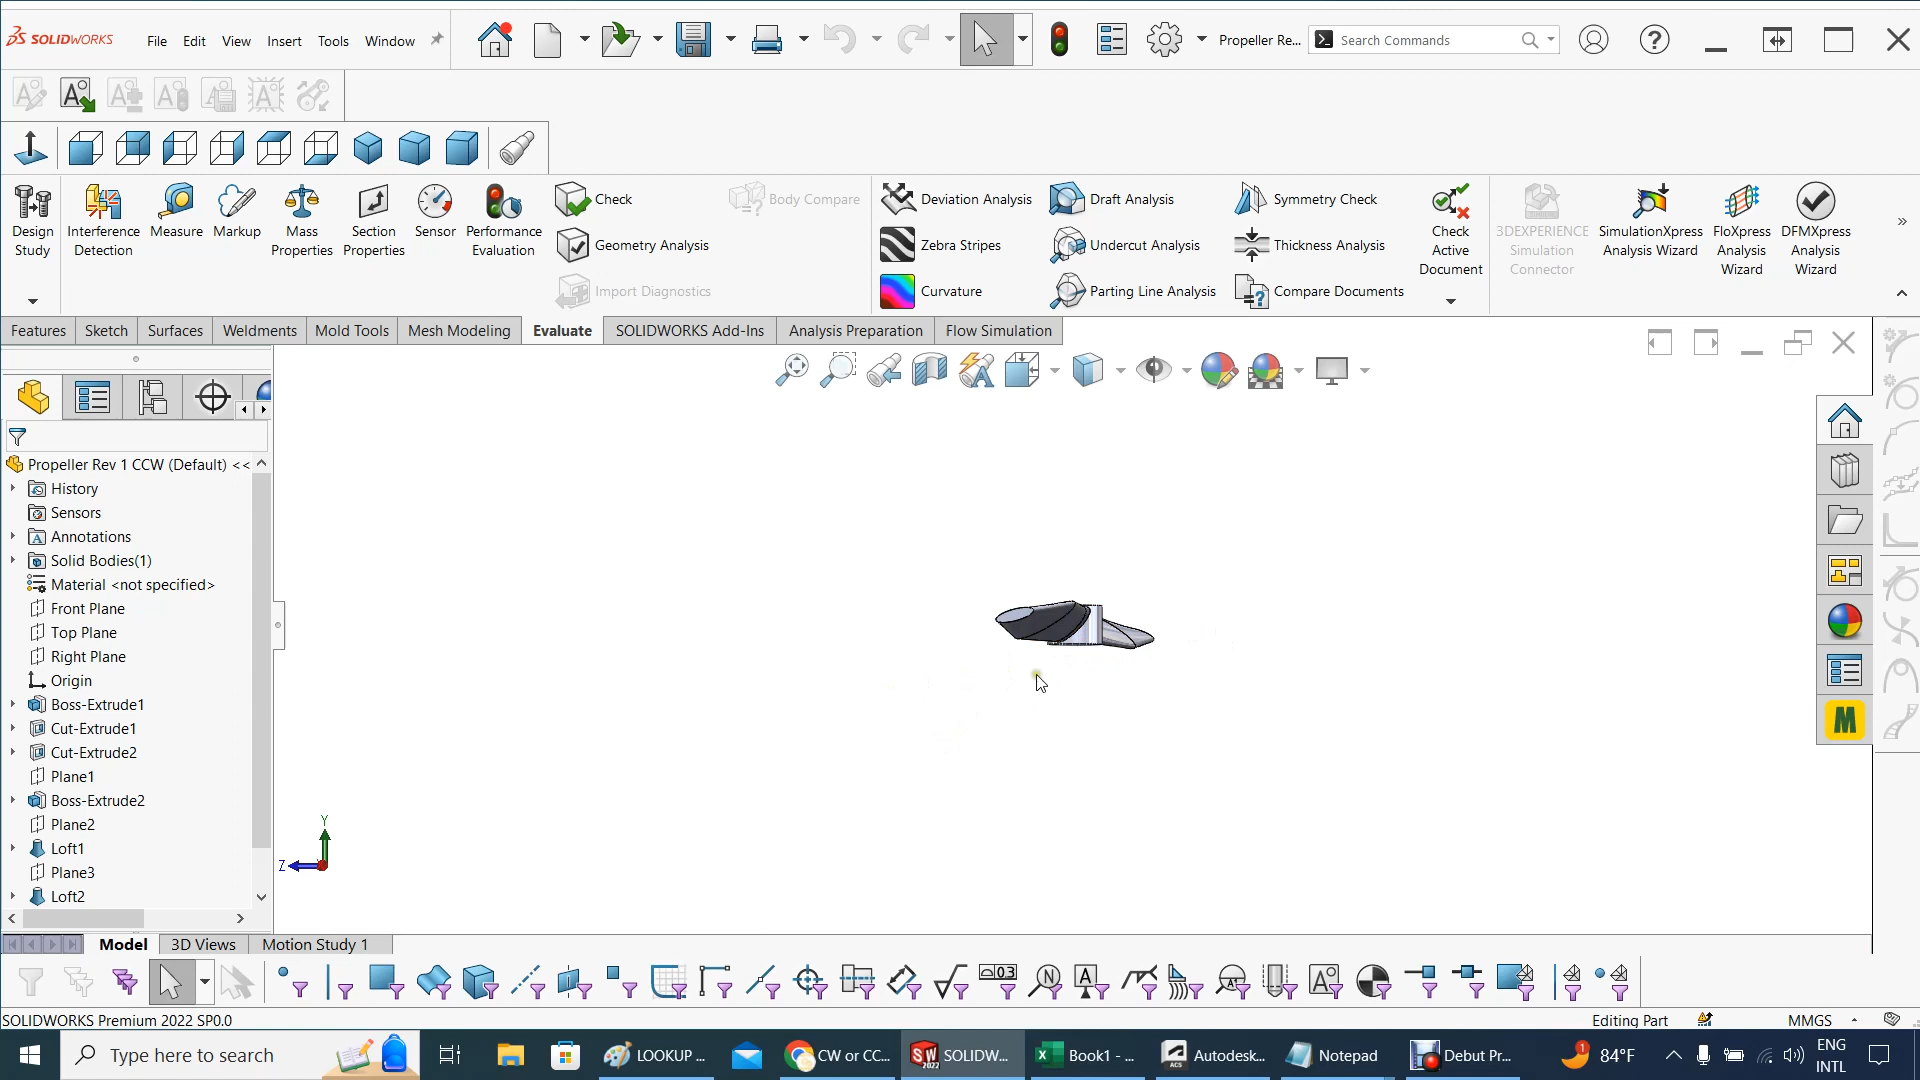 SOLIDWORKS File Edit View Insert Tools Window Propeller Re... Search Commands
Design Study
Interference Detection
Measure
Markup
Mass Properties
Section Properties
Sensor
Performance Evaluation
Check
Geometry Analysis
Import Diagnostics
Body Compare
Deviation Analysis
Zebra Stripes
Curvature
Draft Analysis
Undercut Analysis
Parting Line Analysis
Symmetry Check
Thickness Analysis
Compare Documents
Check Active Document
3DEXPERIENCE Simulation Connector
SimulationXpress Analysis Wizard
FloXpress Analysis Wizard
DFMXpress Analysis Wizard
Features Sketch Surfaces Weldments Mold Tools Mesh Modeling Evaluate SOLIDWORKS Add-Ins Analysis Preparation Flow Simulation
Propeller Rev 1 CCW (Default) <<
History
Sensors
Annotations
Solid Bodies(1)
Material <not specified>
Front Plane
Top Plane
Right Plane
Origin
Boss-Extrude1
Cut-Extrude1
Cut-Extrude2
Plane1
Boss-Extrude2
Plane2
Loft1
Plane3
Loft2
Y
Z
M
Model 3D Views Motion Study 1
SOLIDWORKS Premium 2022 SP0.0 Editing Part MMGS
Type here to search LOOKUP ... CW or CC... SOLIDW... Book1 - ... Autodesk... Notepad Debut Pr... 84°F ENG INTL